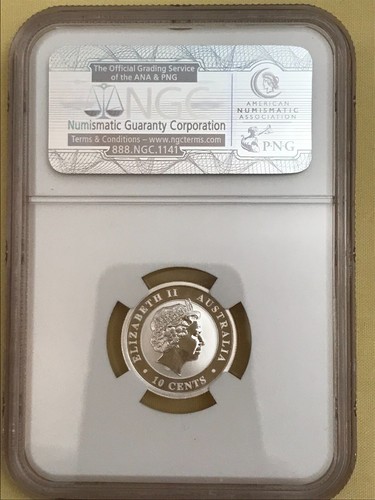 The Official Grading Service
of the ANA & PNG
NGC
Numismatic Guaranty Corporation
Terms & Conditions – www.ngcterms.com
888.NGC.1141
AMERICAN
NUMISMATIC
ASSOCIATION
PNG
ELIZABETH II AUSTRALIA
• 10 CENTS •